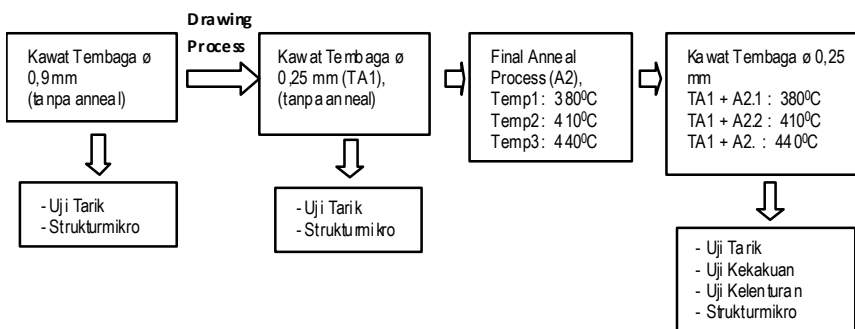 Drawing
Process
Kawat Tembaga ø
0,9 mm
(tanpa anneal)
Kawat Tembaga ø
0,25 mm (TA1),
(tanpa anneal)
Final Anneal
Process (A2),
Temp1: 380⁰C
Temp2: 410⁰C
Temp3: 440⁰C
Kawat Tembaga ø 0,25
mm
TA1 + A2.1 : 380⁰C
TA1 + A2.2 : 410⁰C
TA1 + A2. : 440⁰C
- Uji Tarik
- Strukturmikro
- Uji Tarik
- Strukturmikro
- Uji Tarik
- Uji Kekakuan
- Uji Kelenturan
- Strukturmikro